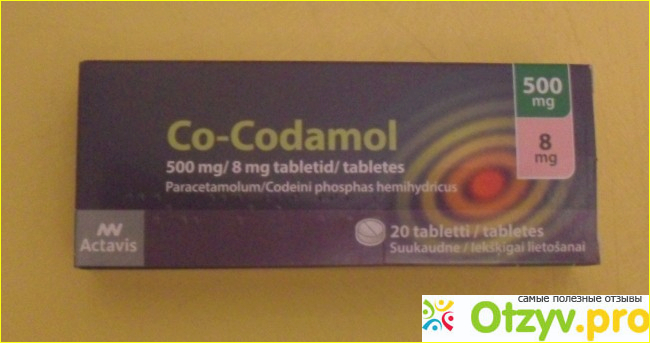 500
mg
8
mg
Co-Codamol
500 mg/ 8 mg tabletid/ tabletes
Paracetamolum/Codeini phosphas hemihydricus
Actavis
20 tabletti / tabletes
Suukaudne / Iekšķīgai lietošanai
самые полезные отзывы
Otzyv.pro